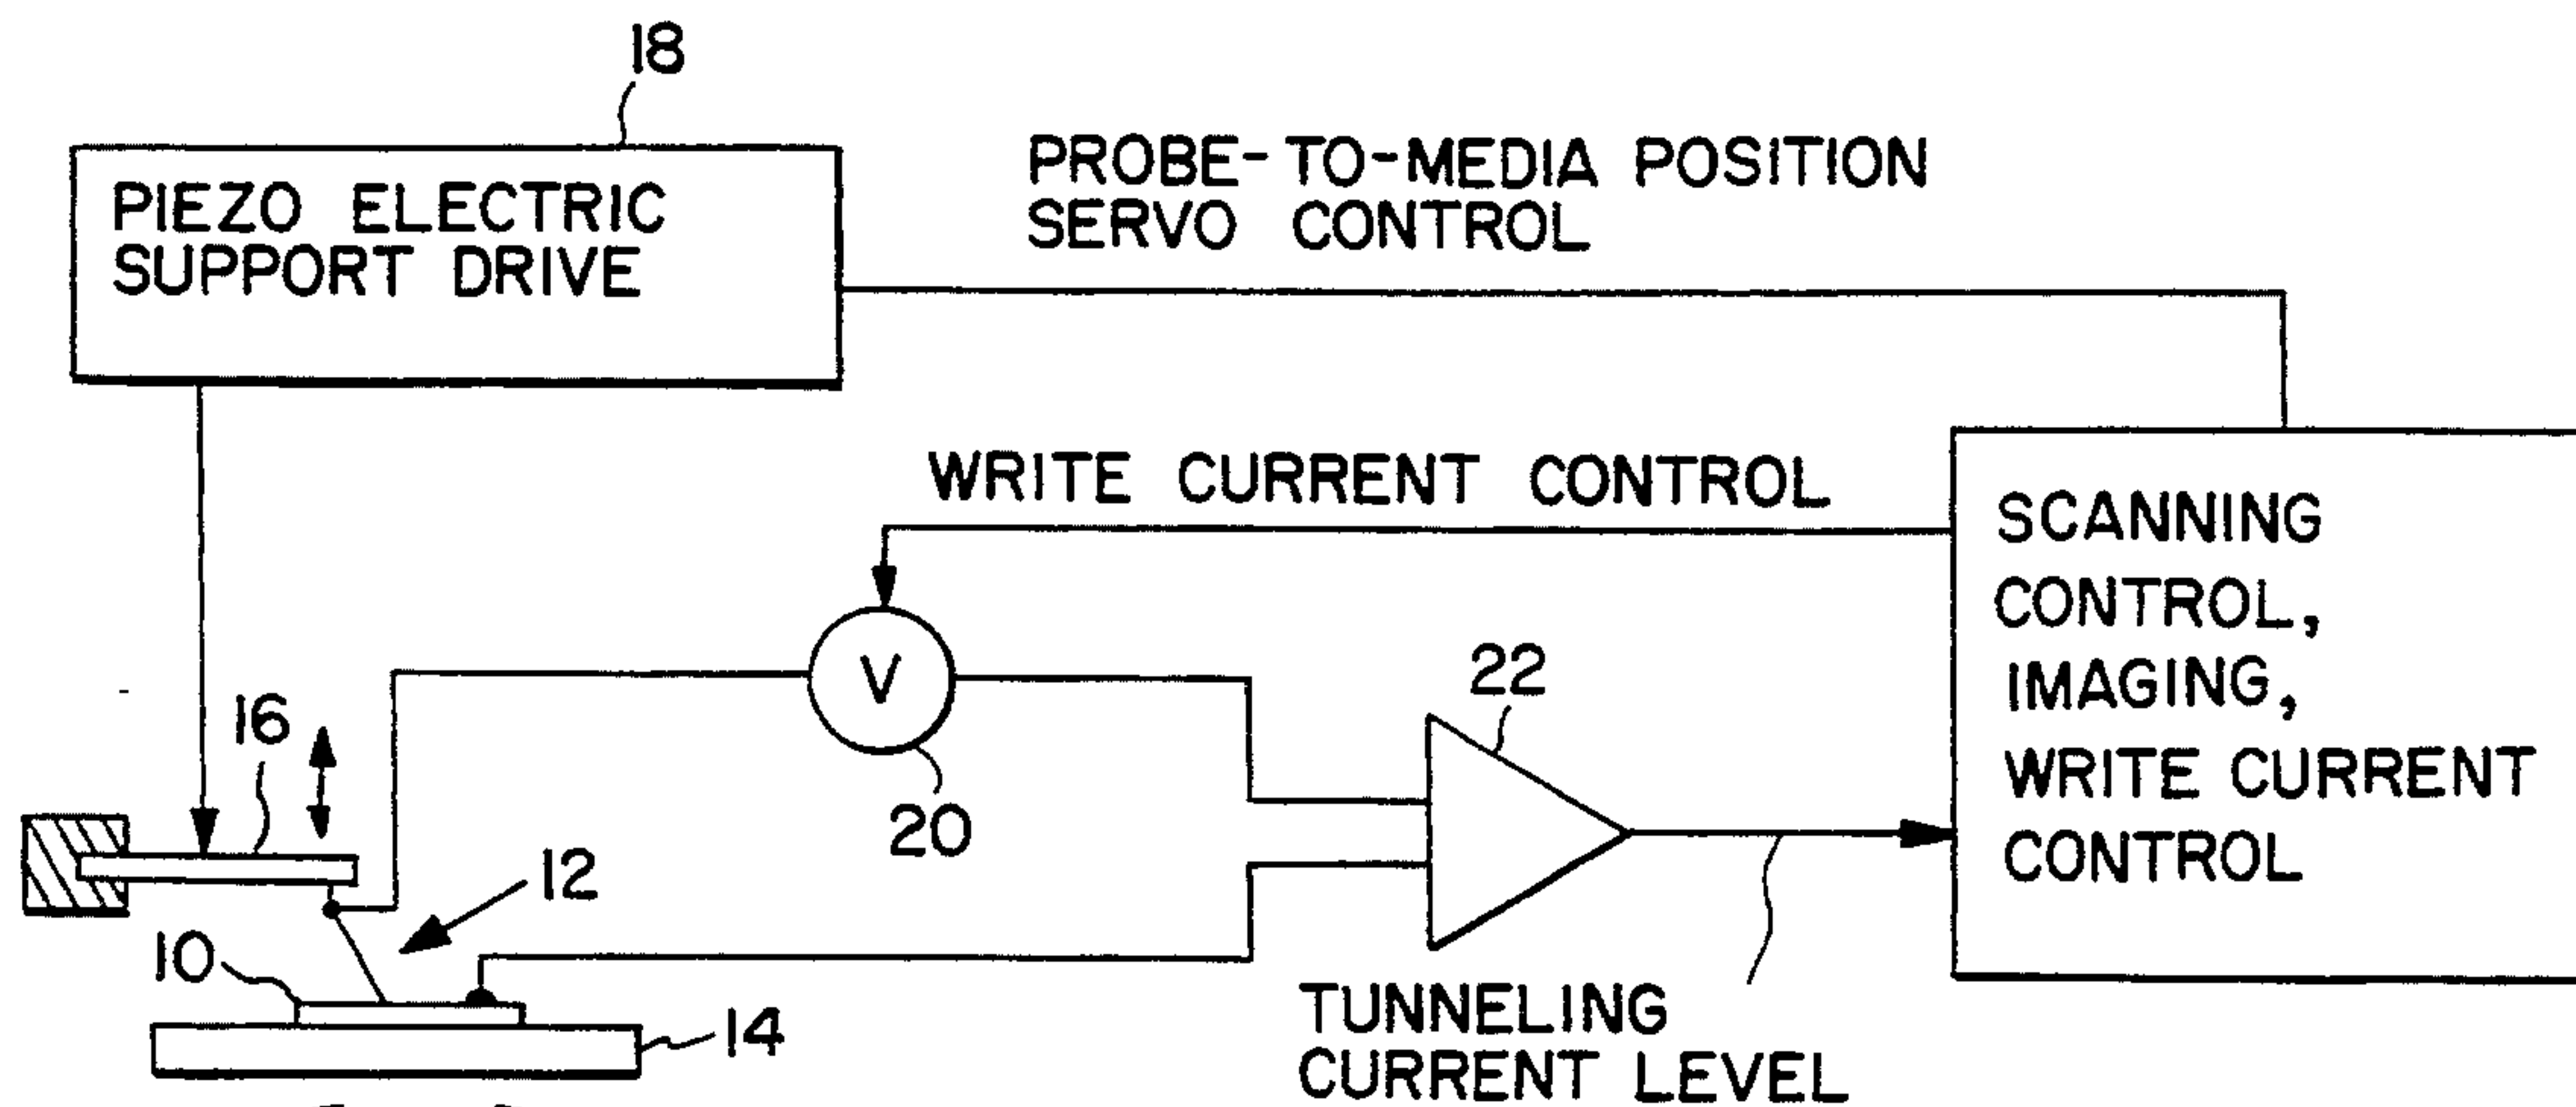 18
PIEZO ELECTRIC
SUPPORT DRIVE
PROBE-TO-MEDIA POSITION
SERVO CONTROL
WRITE CURRENT CONTROL
SCANNING
CONTROL,
IMAGING,
WRITE CURRENT
CONTROL
V
20
22
16
12
10
14
TUNNELING
CURRENT LEVEL